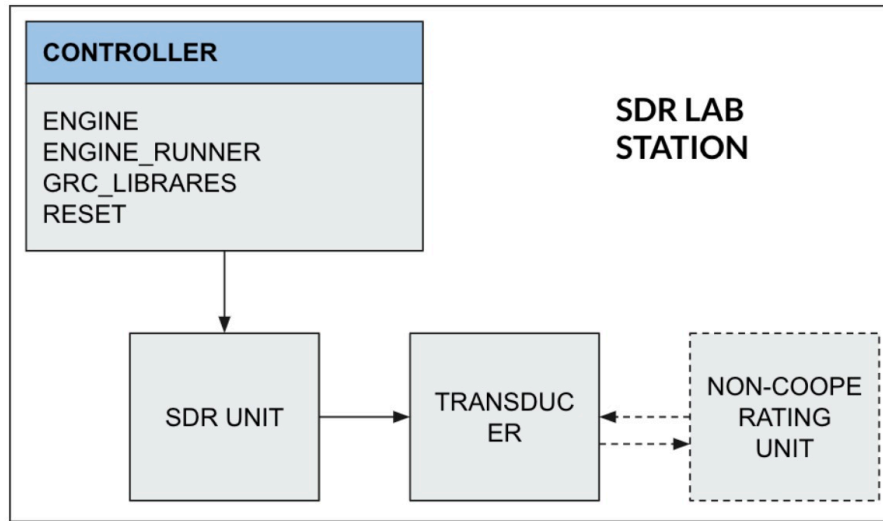 CONTROLLER
ENGINE
ENGINE_RUNNER
GRC_LIBRARES
RESET
SDR LAB
STATION
SDR UNIT
TRANSDUC
ER
NON-COOPE
RATING
UNIT